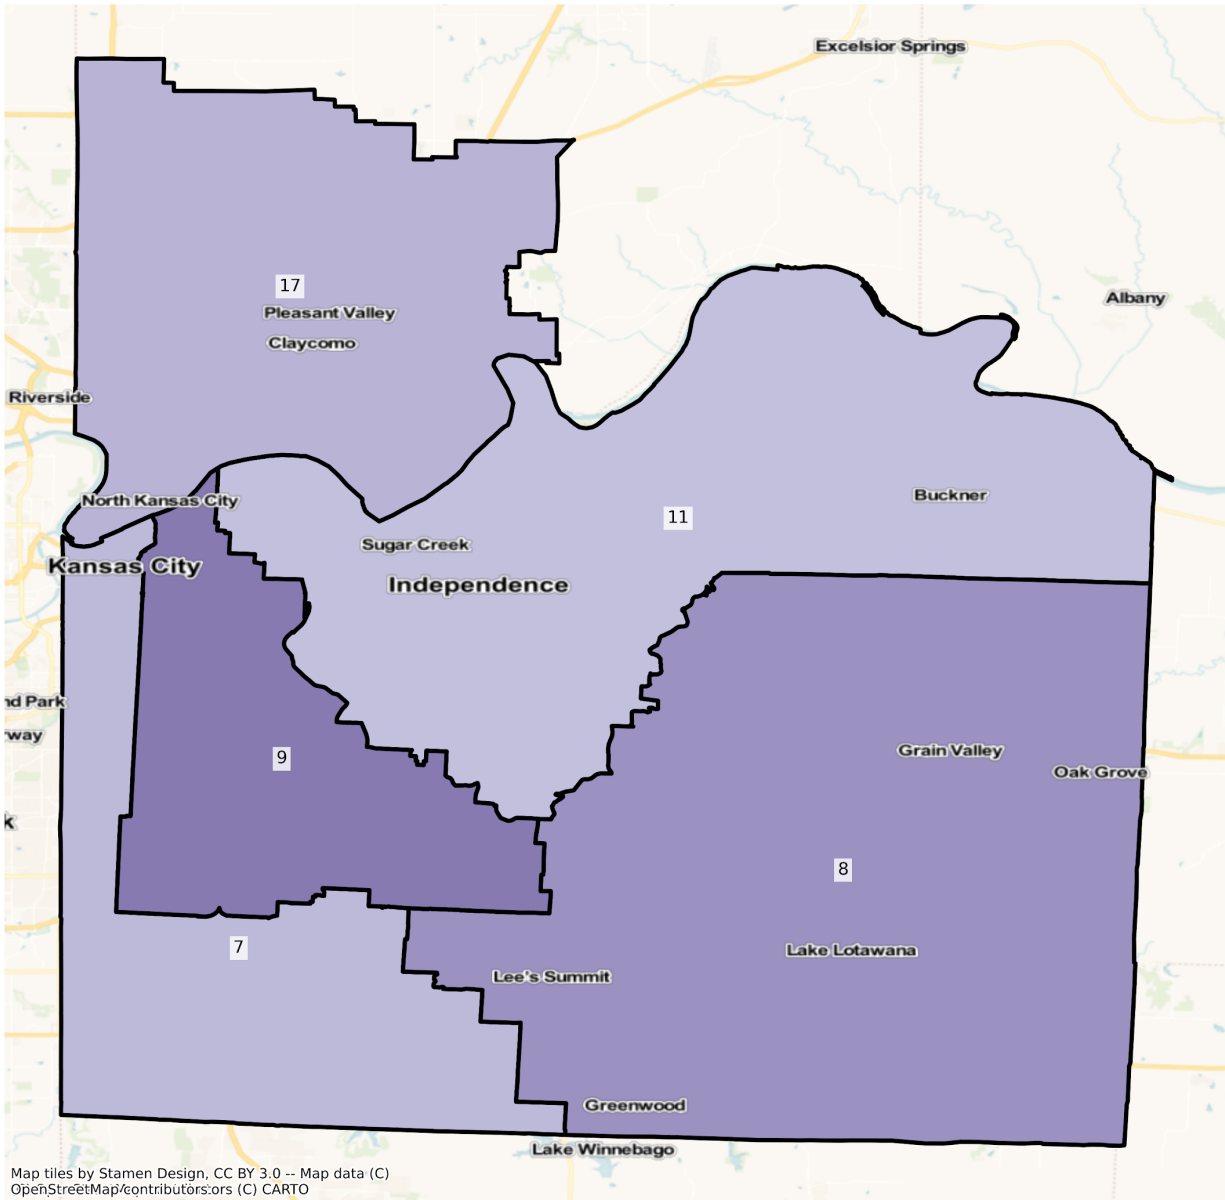 Excelsior Springs
17
Albany
Pleasant Valley
Claycomo
Riverside
North Kansas City
Buckner
11
Sugar Creek
Kansas City
Independence
nd Park
rway
Grain Valley
9
Oak Grove
k
8
7
Lake Lotawana
Lee's Summit
Greenwood
Lake Winnebago
Map tiles by Stamen Design, CC BY 3.0 -- Map data (C)
OpenStreetMap contributors (C) CARTO